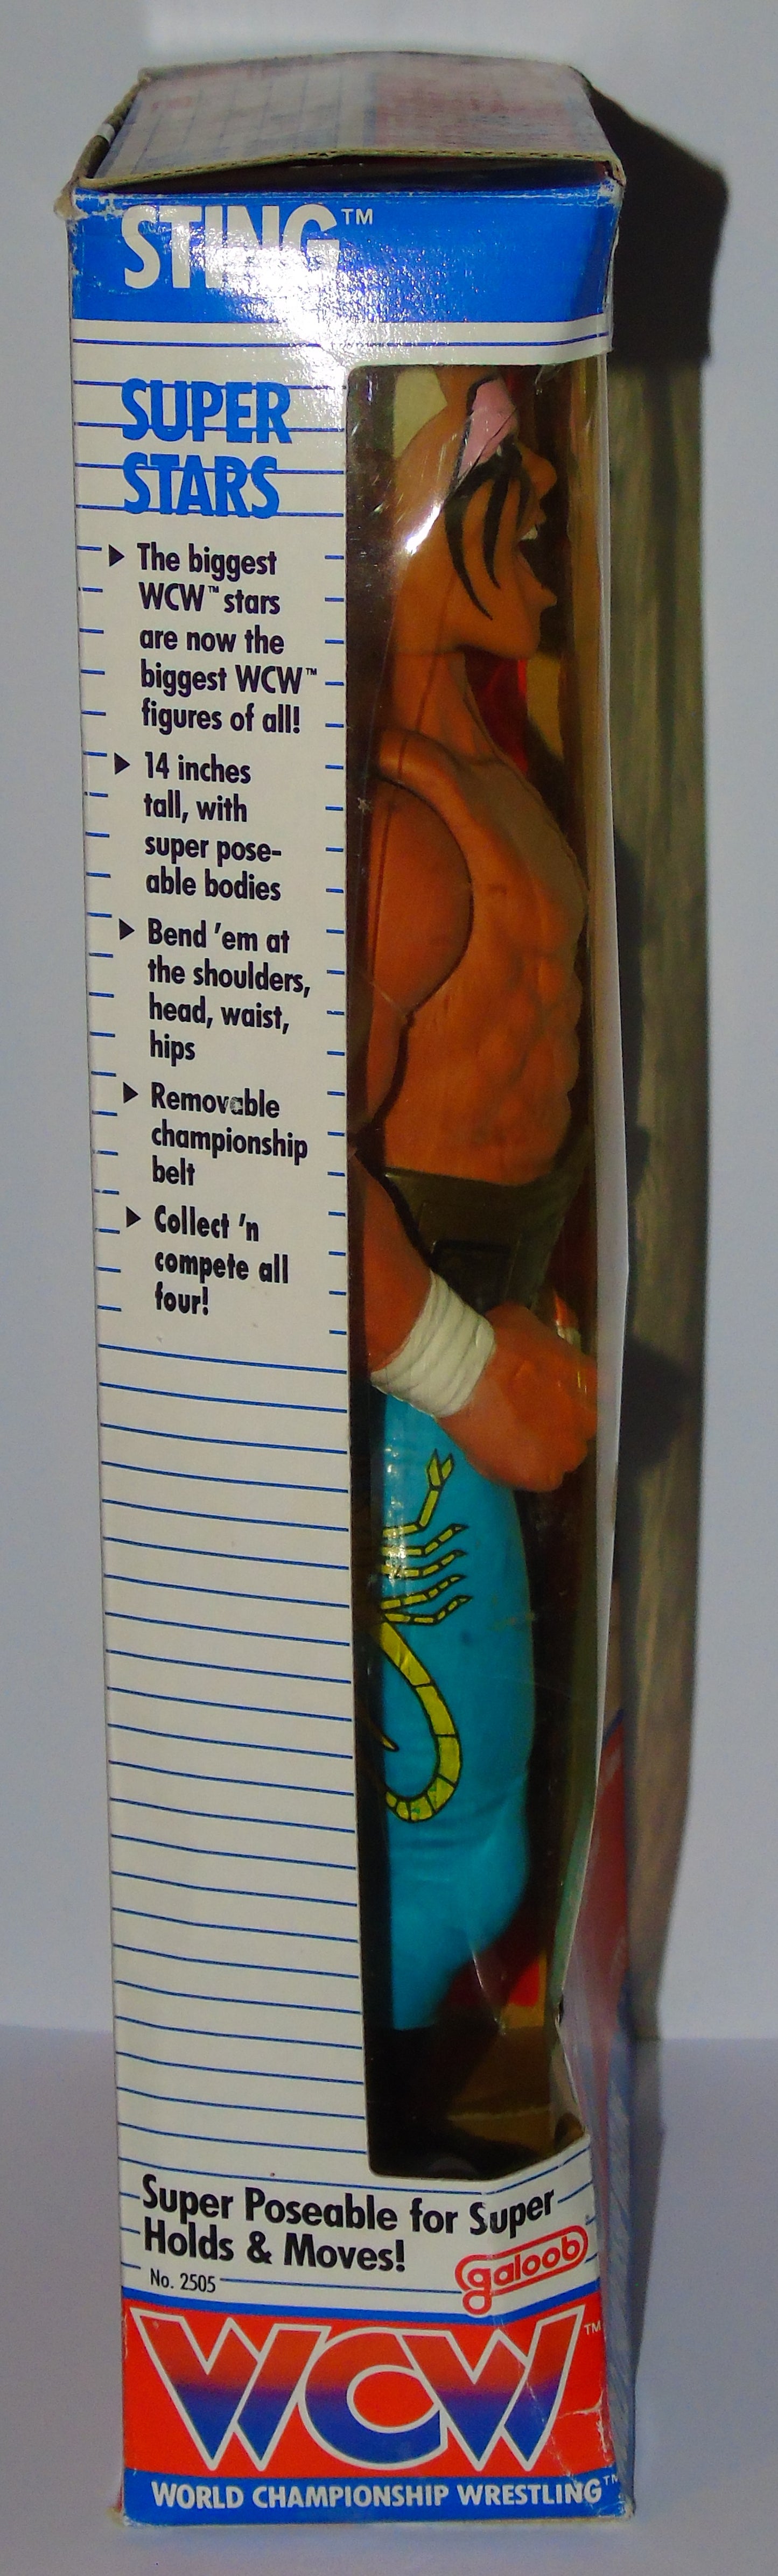 STING™
SUPER
STARS
The biggest
WCW™ stars
are now the
biggest WCW™
figures of all!
14 inches
tall, with
super pose-
able bodies
Bend 'em at
the shoulders,
head, waist,
hips
Removable
championship
belt
Collect 'n
compete all
four!
Super Poseable for Super
Holds & Moves!
galoob
No. 2505
WCW™
WORLD CHAMPIONSHIP WRESTLING™